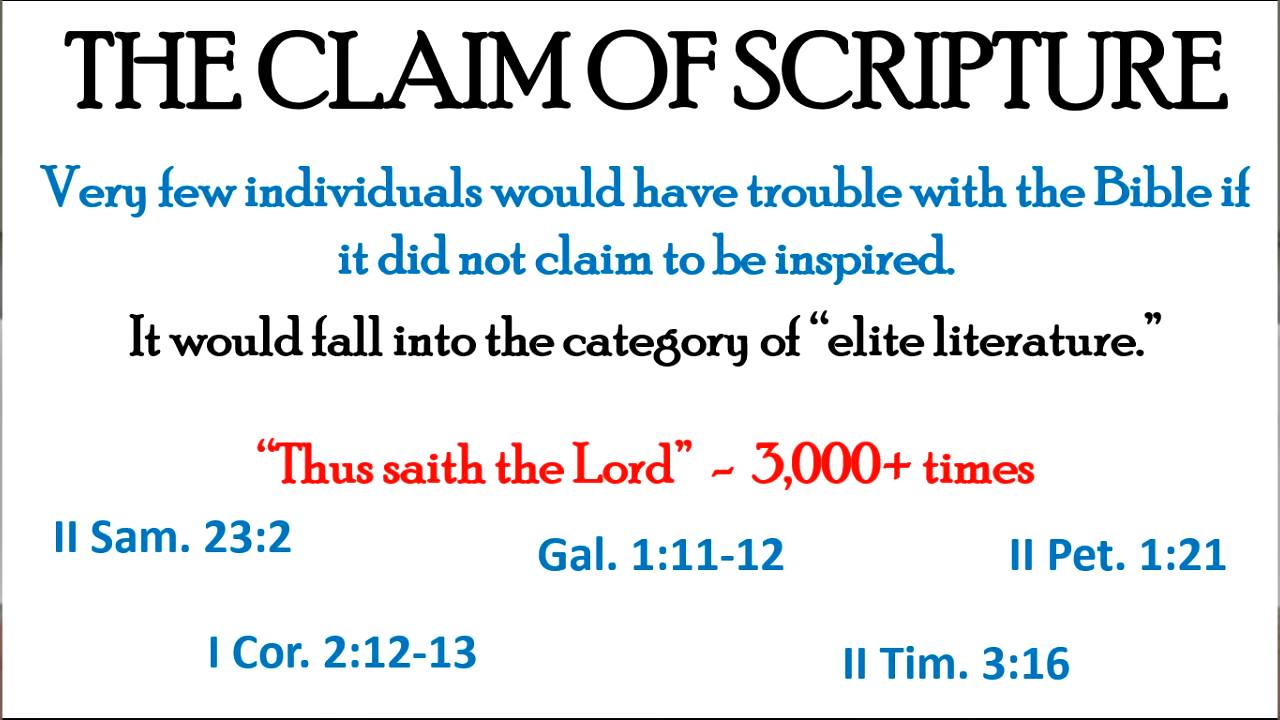 THE CLAIM OF SCRIPTURE
Very few individuals would have trouble with the Bible if
it did not claim to be inspired.
It would fall into the category of “elite literature.”
“Thus saith the Lord” ~ 3,000+ times
II Sam. 23:2
Gal. 1:11-12
II Pet. 1:21
I Cor. 2:12-13
II Tim. 3:16